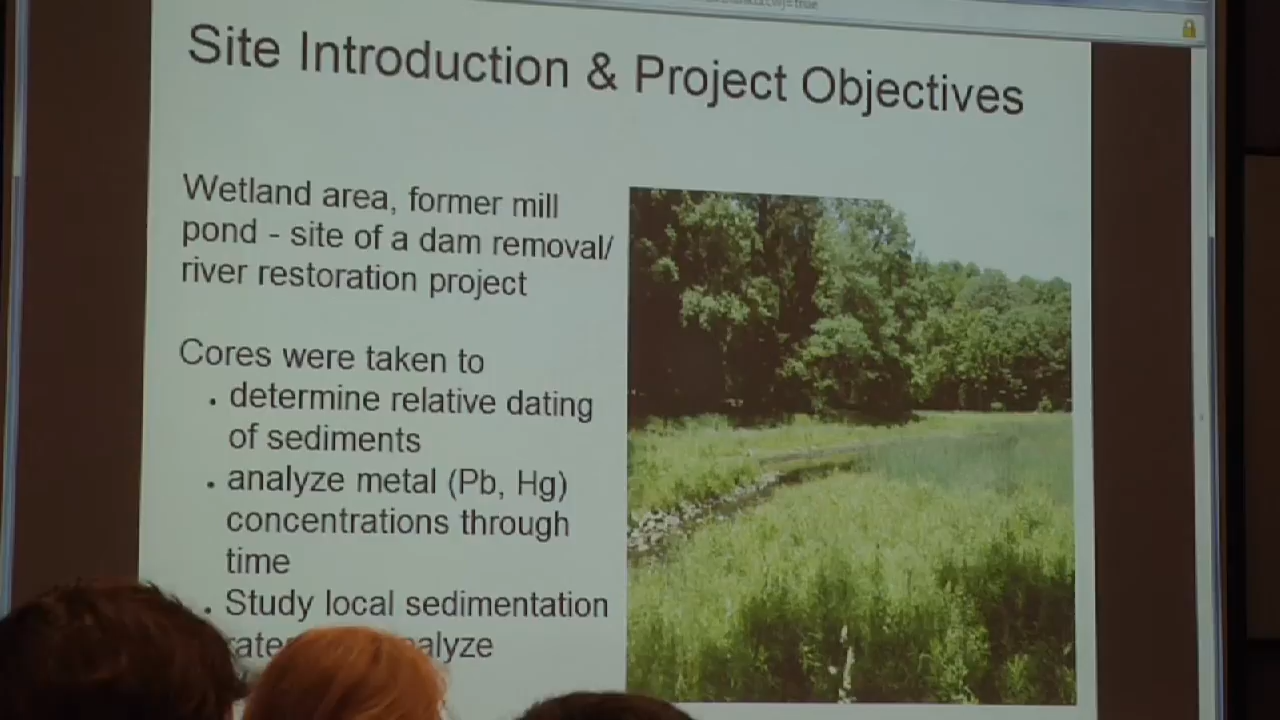 Site Introduction & Project Objectives
Wetland area, former mill
pond - site of a dam removal/
river restoration project
Cores were taken to
. determine relative dating
of sediments
. analyze metal (Pb, Hg)
concentrations through
time
. Study local sedimentation